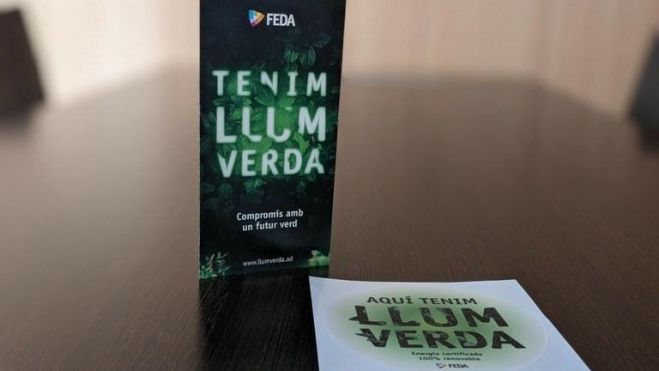 FEDA
TENIM
LLUM
VERDA
Compromís amb
un futur verd
www.llumverda.ad
AQUÍ TENIM
LLUM
VERDA
Energia certificada
100% renovable
FEDA